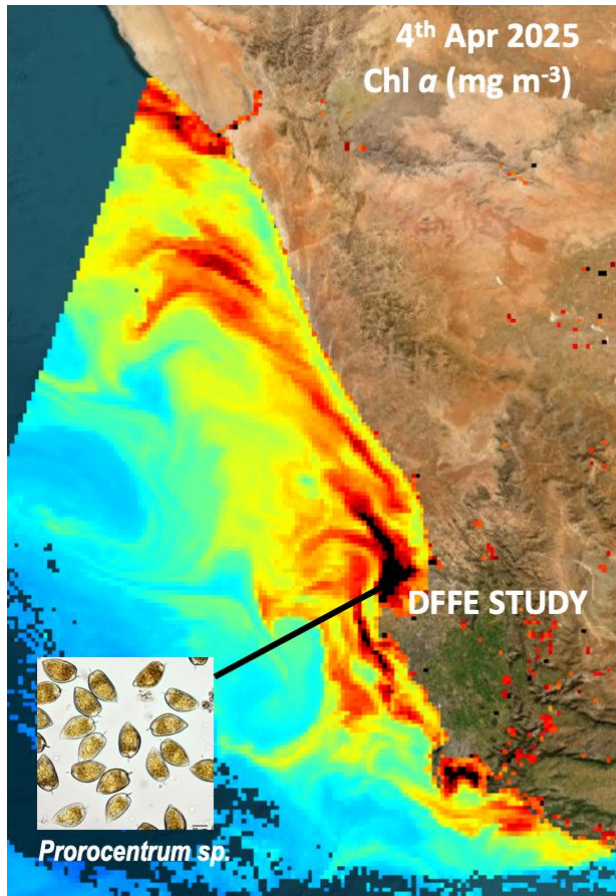 4th Apr 2025
Chl a (mg m-3)
DFFE STUDY
Prorocentrum sp.